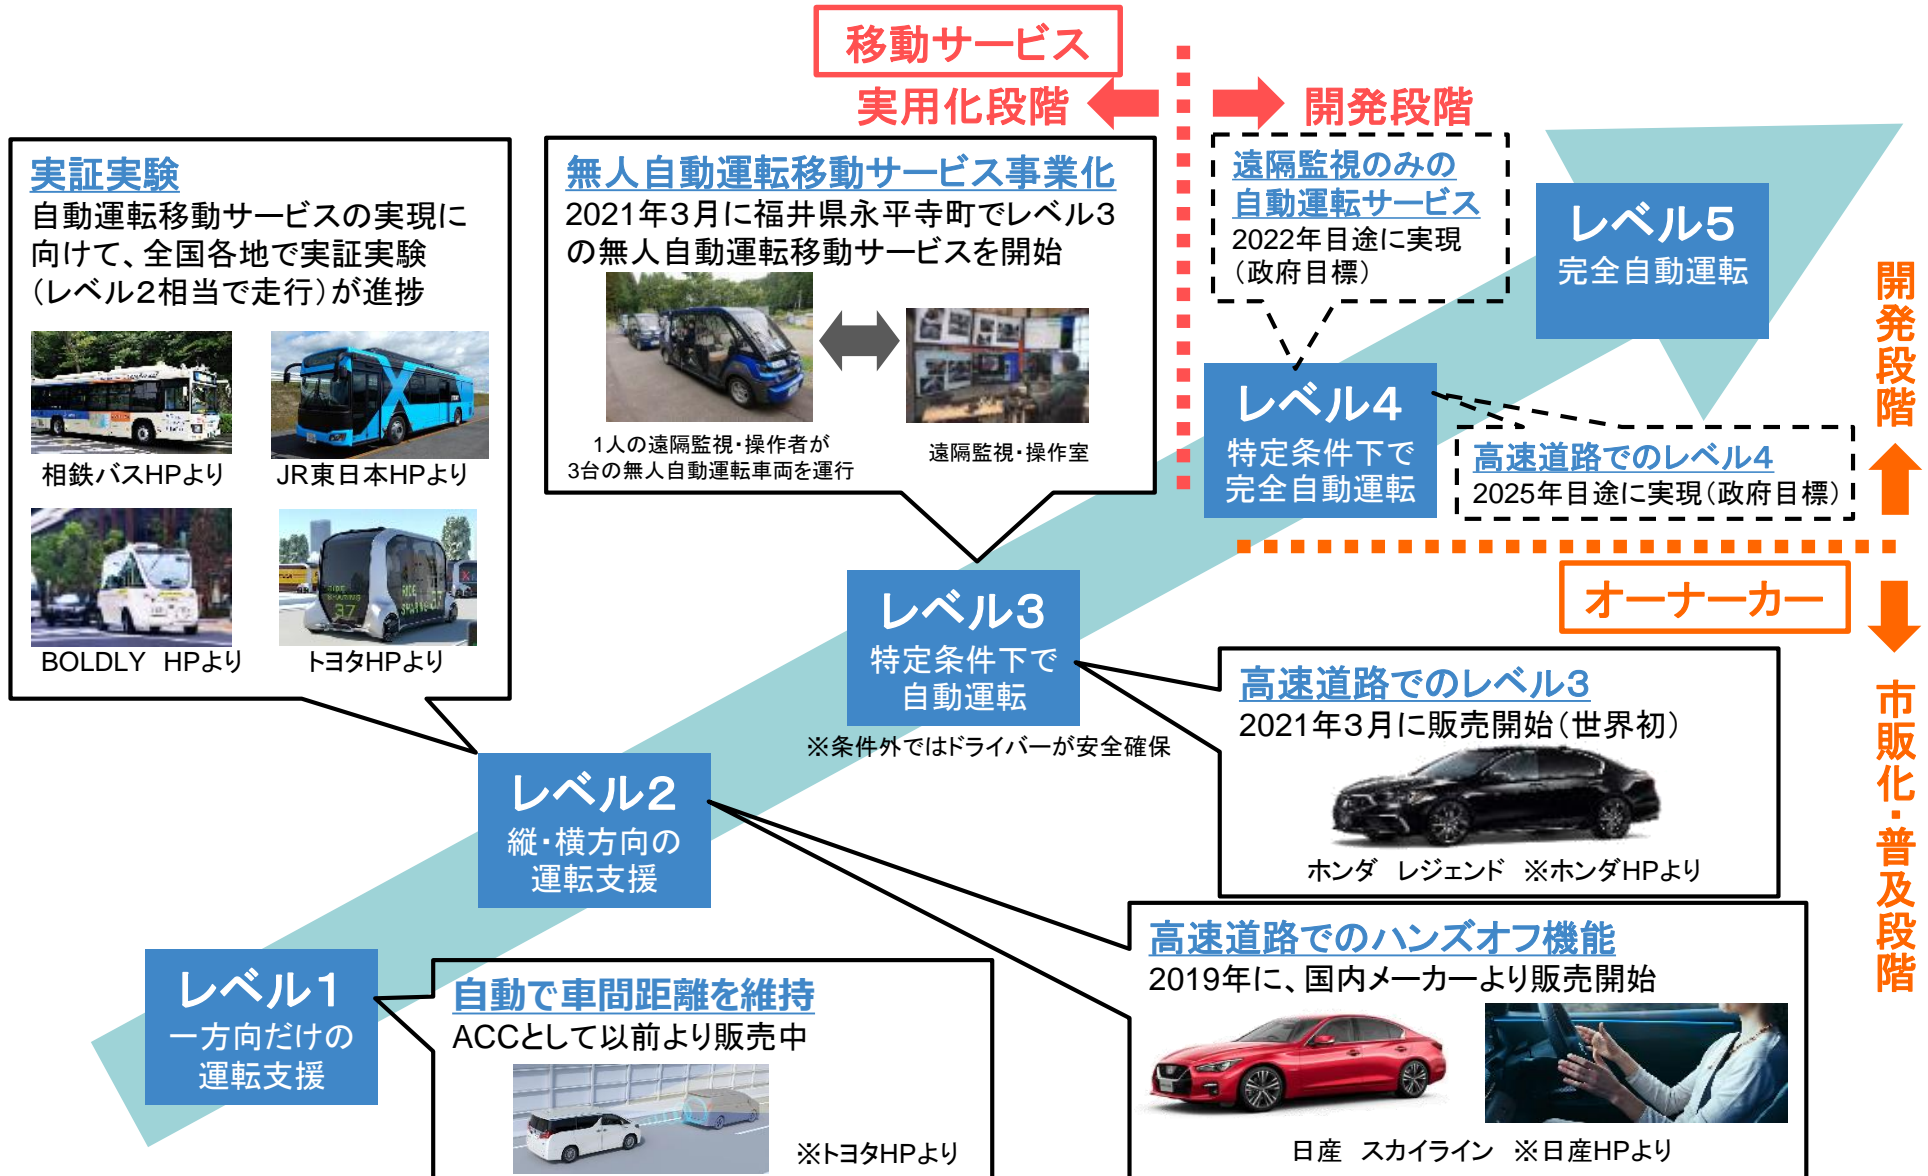 移動サービス
実用化段階
開発段階
実証実験
自動運転移動サービスの実現に
向けて、全国各地で実証実験
（レベル２相当で走行）が進捗
相鉄バスHPより
JR東日本HPより
BOLDLY　HPより
トヨタHPより
無人自動運転移動サービス事業化
2021年３月に福井県永平寺町でレベル３
の無人自動運転移動サービスを開始
1人の遠隔監視・操作者が
3台の無人自動運転車両を運行
遠隔監視・操作室
遠隔監視のみの
自動運転サービス
2022年目途に実現
（政府目標）
レベル５
完全自動運転
レベル４
特定条件下で
完全自動運転
高速道路でのレベル４
2025年目途に実現（政府目標）
開発段階
オーナーカー
市販化・普及段階
レベル３
特定条件下で
自動運転
※条件外ではドライバーが安全確保
高速道路でのレベル３
2021年３月に販売開始（世界初）
ホンダ　レジェンド　※ホンダHPより
レベル２
縦・横方向の
運転支援
高速道路でのハンズオフ機能
2019年に、国内メーカーより販売開始
日産　スカイライン　※日産HPより
レベル１
一方向だけの
運転支援
自動で車間距離を維持
ACCとして以前より販売中
※トヨタHPより
RIDE
SHARING
37